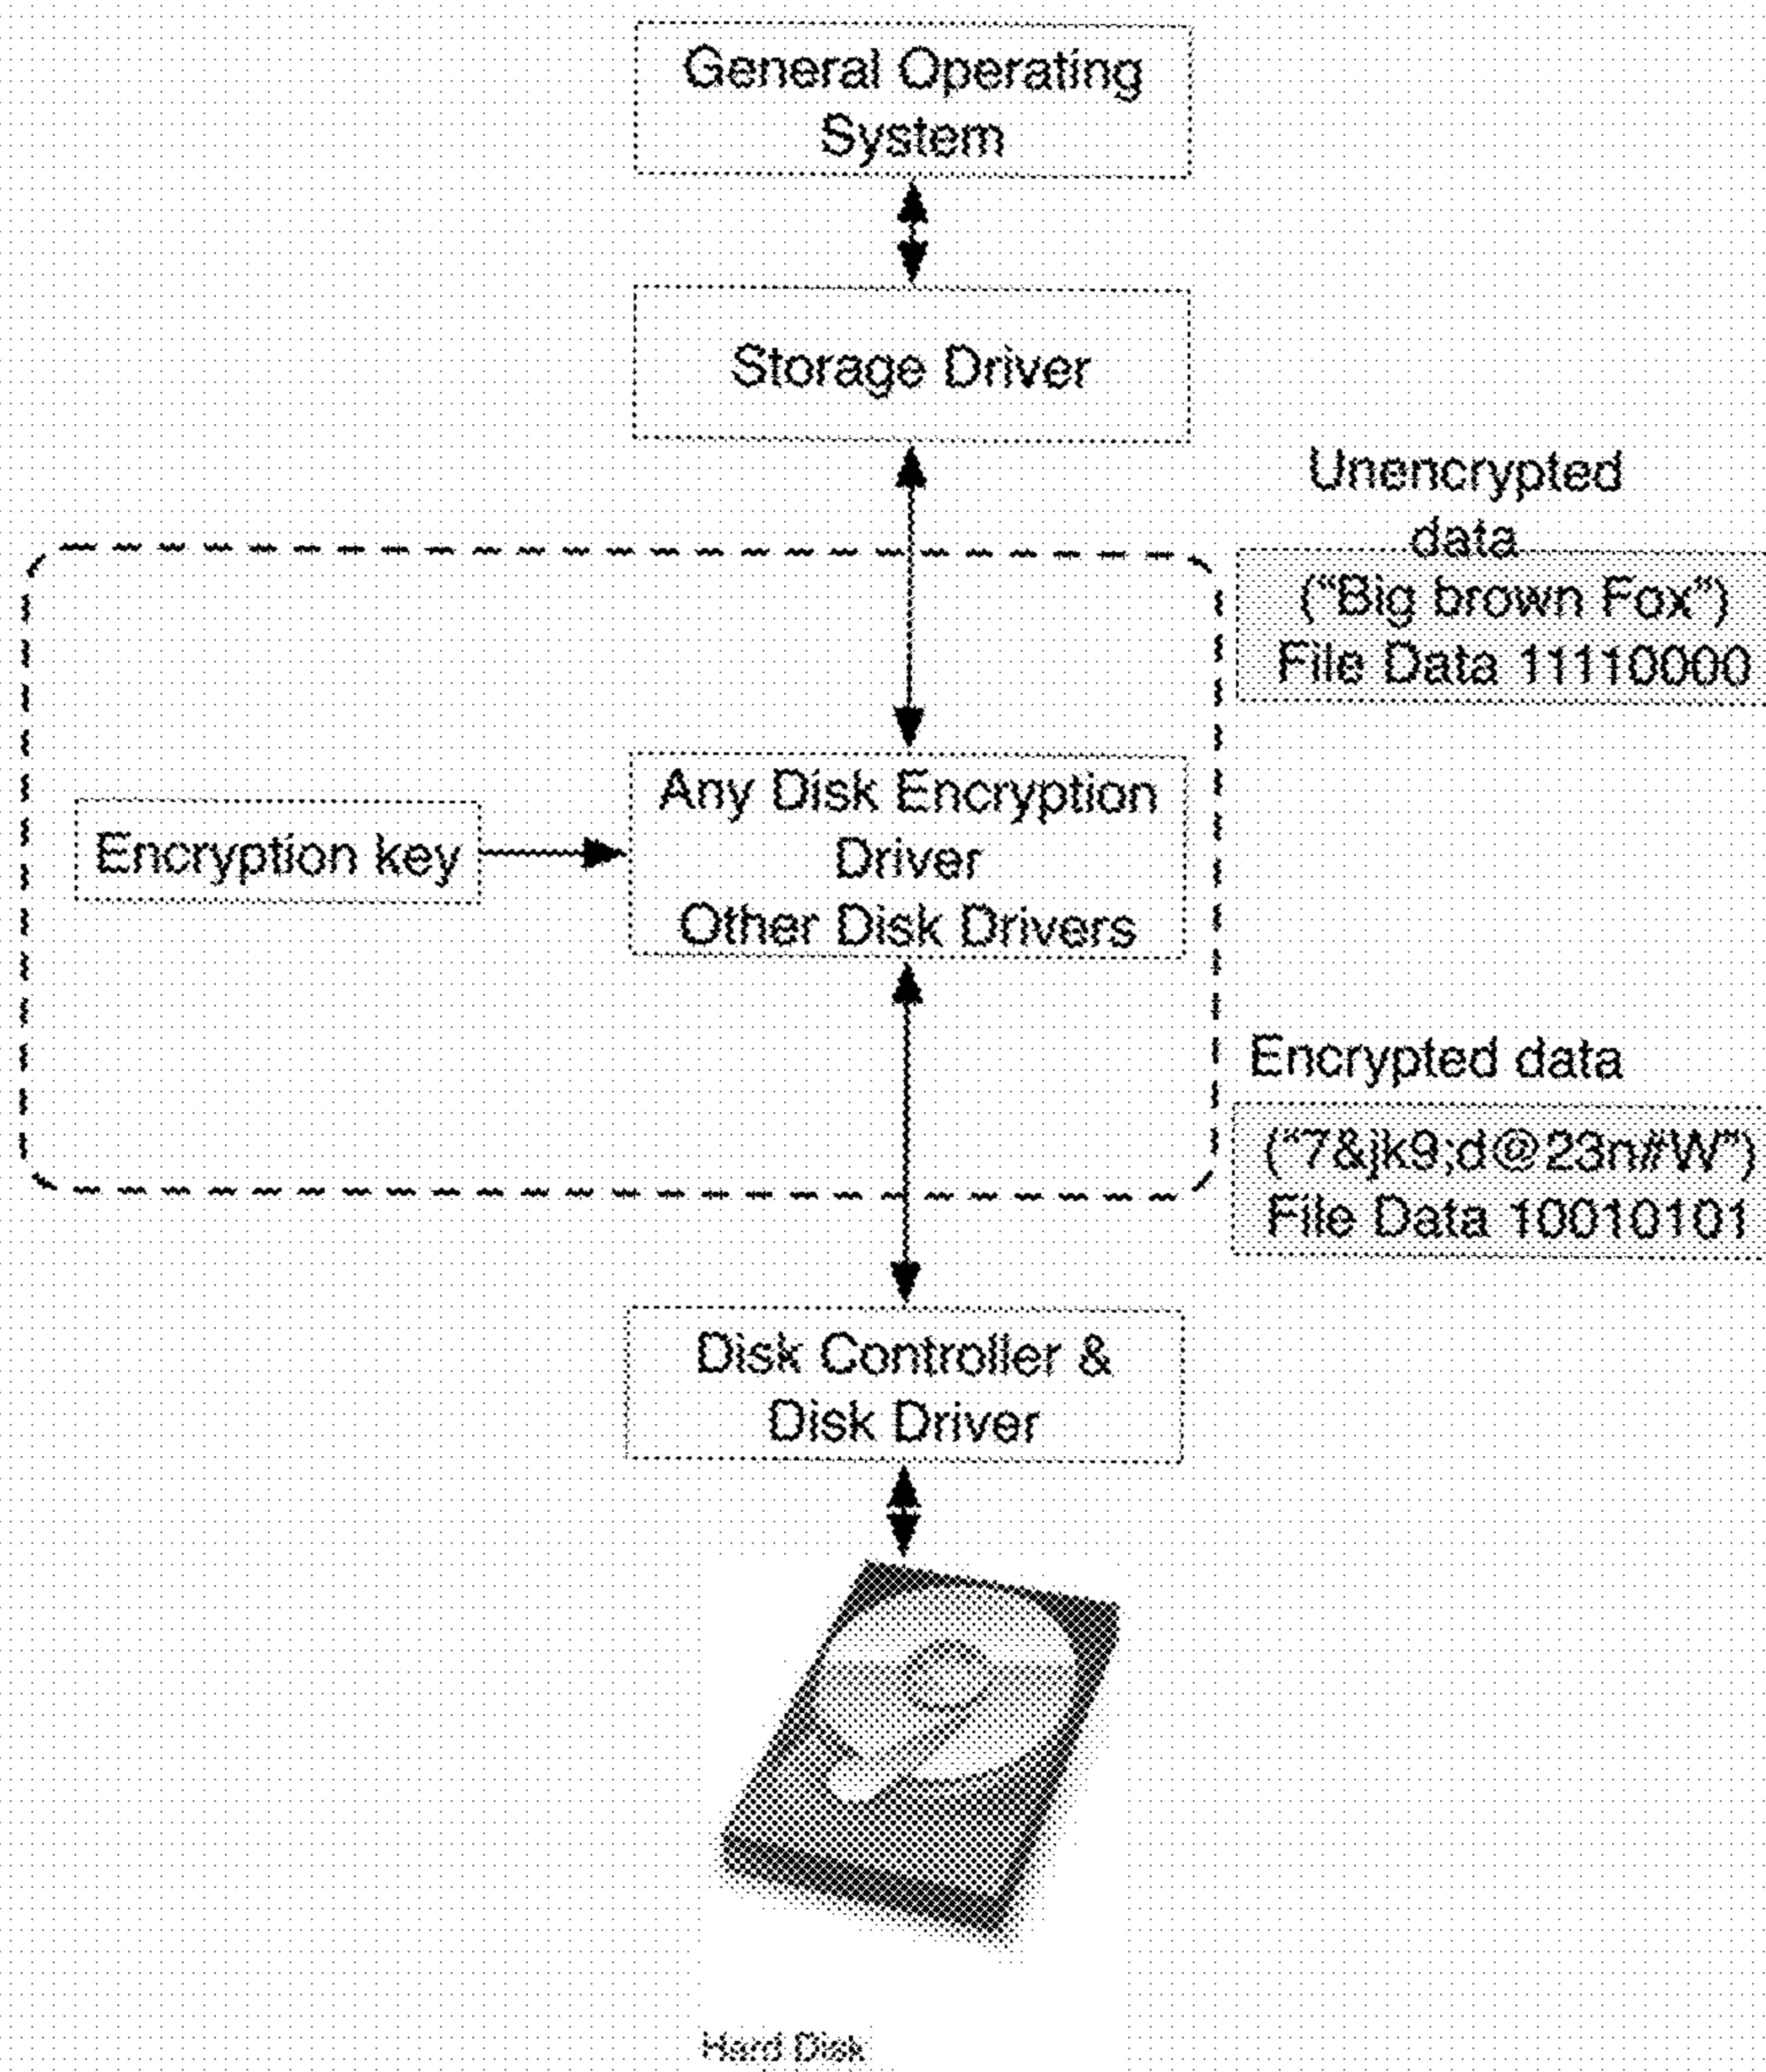 General Operating
System
Storage Driver
Unencrypted
data
("Big brown Fox")
File Data 11110000
Encryption key
Any Disk Encryption
Driver
Other Disk Drivers
Encrypted data
("7&jk9;d@23n#W")
File Data 10010101
Disk Controller &
Disk Driver
Hard Disk